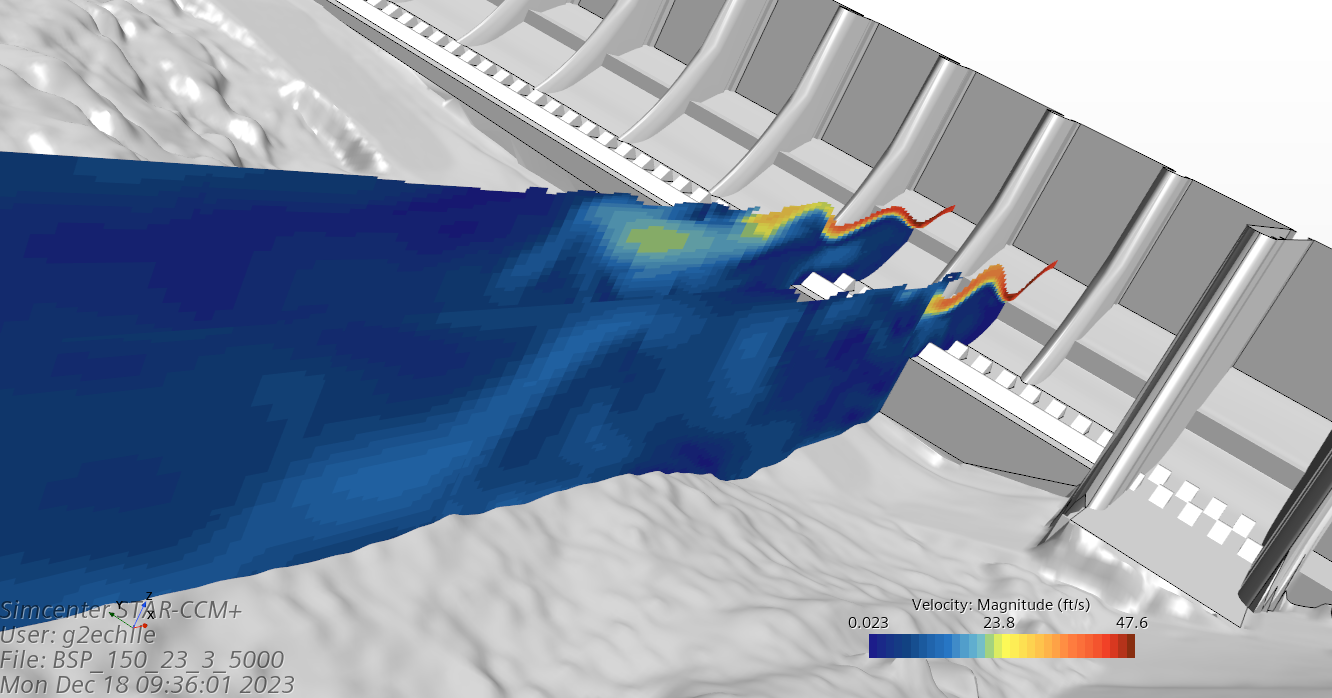 Velocity: Magnitude (ft/s)
0.023 23.8 47.6
Z
Y
X
Simcenter STAR-CCM+
User: g2echlle
File: BSP_150_23_3_5000
Mon Dec 18 09:36:01 2023